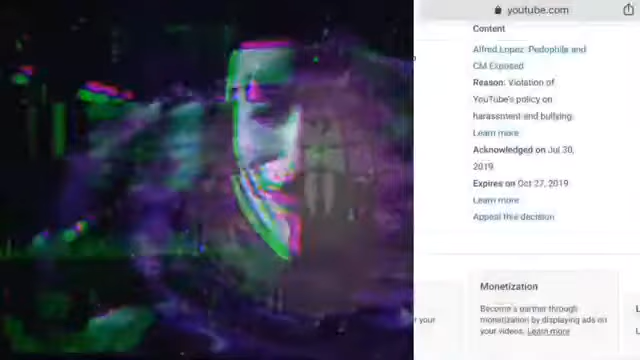 youtube.com
Content
Alfred Lopez: Pedophile and
CM Exposed
Reason: Violation of
YouTube's policy on
harassment and bullying
Learn more
Acknowledged on Jul 30,
2019
Expires on Oct 27, 2019
Learn more
Appeal this decision
Monetization
Become a partner through
monetization by displaying ads on
your videos. Learn more
r your
L
L